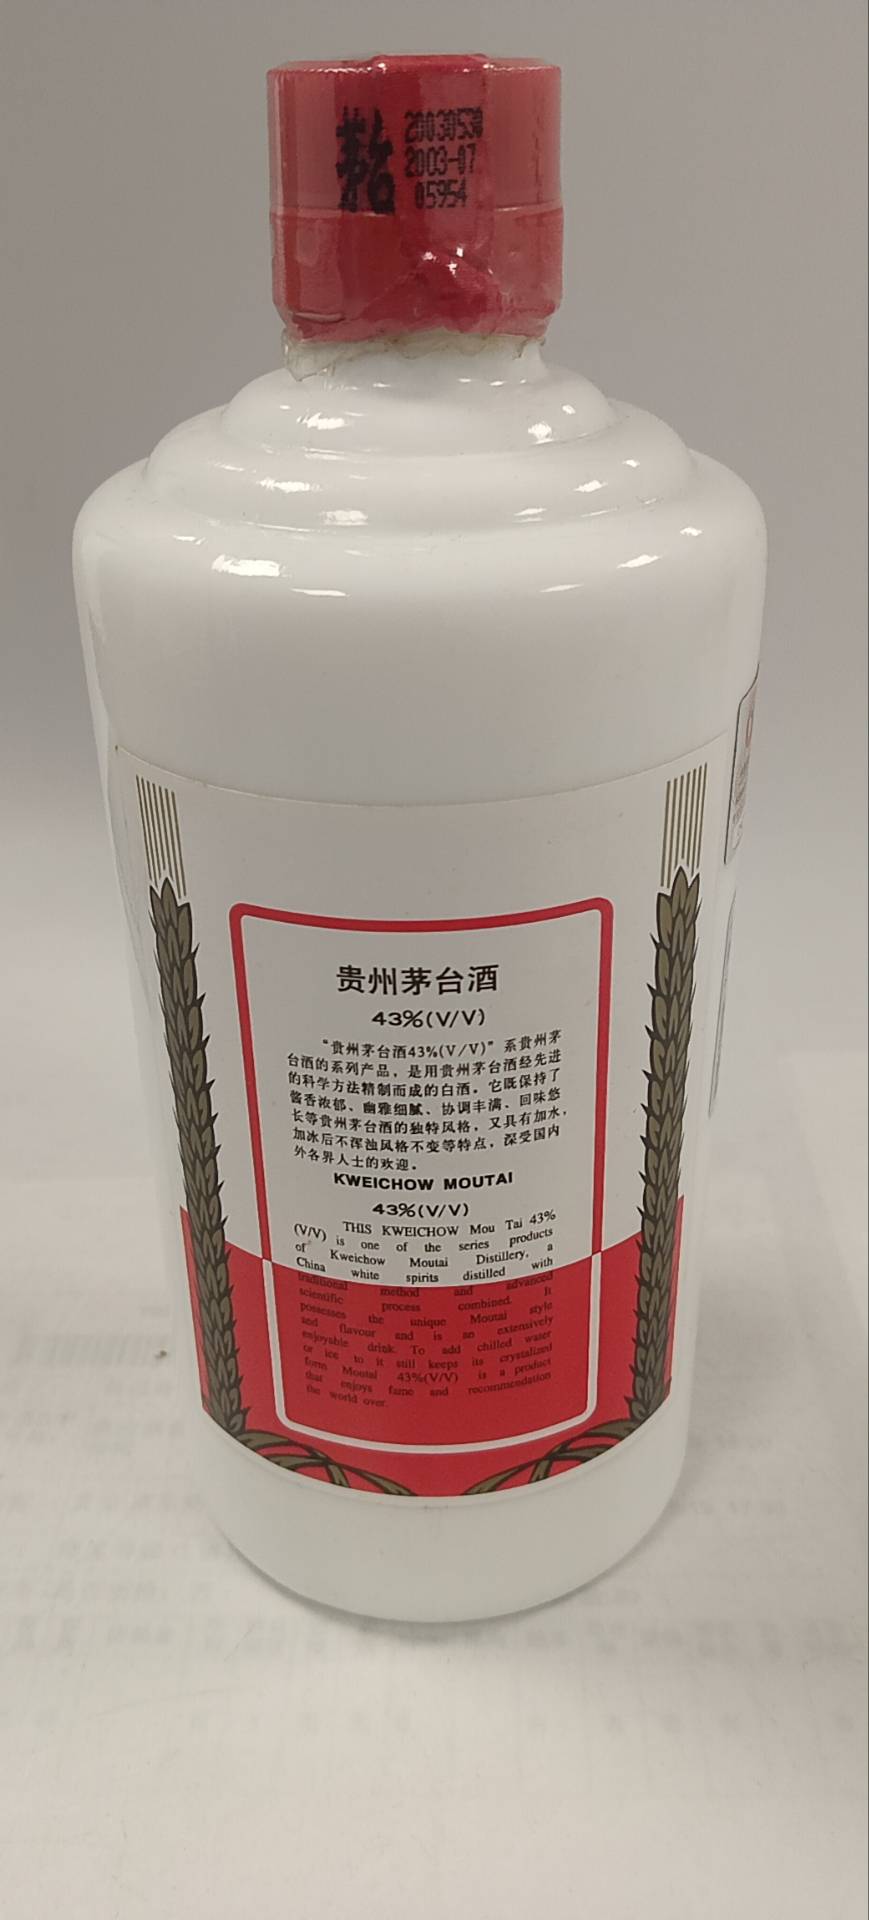 茅台
20030530
2003-07
05954
贵州茅台酒
43%(V/V)
"贵州茅台酒43%(V/V)"系贵州茅
台酒的系列产品，是用贵州茅台酒经先进
的科学方法精制而成的白酒。它既保持了
酱香浓郁、幽雅细腻、协调丰满、回味悠
长等贵州茅台酒的独特风格，又具有加水，
加冰后不浑浊风格不变等特点，深受国内
外各界人士的欢迎。
KWEICHOW MOUTAI
43%(V/V)
THIS KWEICHOW Mou Tai 43%
(V/V) is one of the series products
of Kweichow Moutai Distillery, a
China white spirits distilled with
traditional method and advanced
scientific process combined. It
possesses the unique Moutai style
and flavour and is an extensively
enjoyable drink. To add chilled water
or ice to it still keeps its crystalized
form Moutai 43%(V/V) is a product
that enjoys fame and recommendation
the world over.